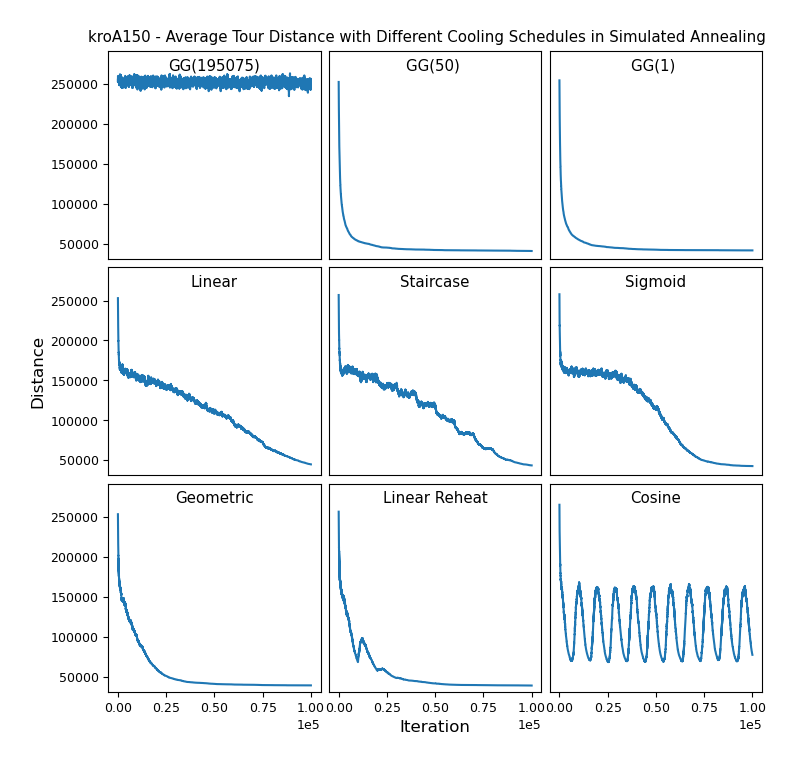 kroA150 - Average Tour Distance with Different Cooling Schedules in Simulated Annealing
GG(195075) GG(50) GG(1)
250000
200000
150000
100000
50000
Linear Staircase Sigmoid
250000
200000
150000
100000
50000
Distance
Geometric Linear Reheat Cosine
250000
200000
150000
100000
50000
0.00 0.25 0.50 0.75 1.00 0.00 0.25 0.50 0.75 1.00 0.00 0.25 0.50 0.75 1.00
1e5 1e5 1e5
Iteration